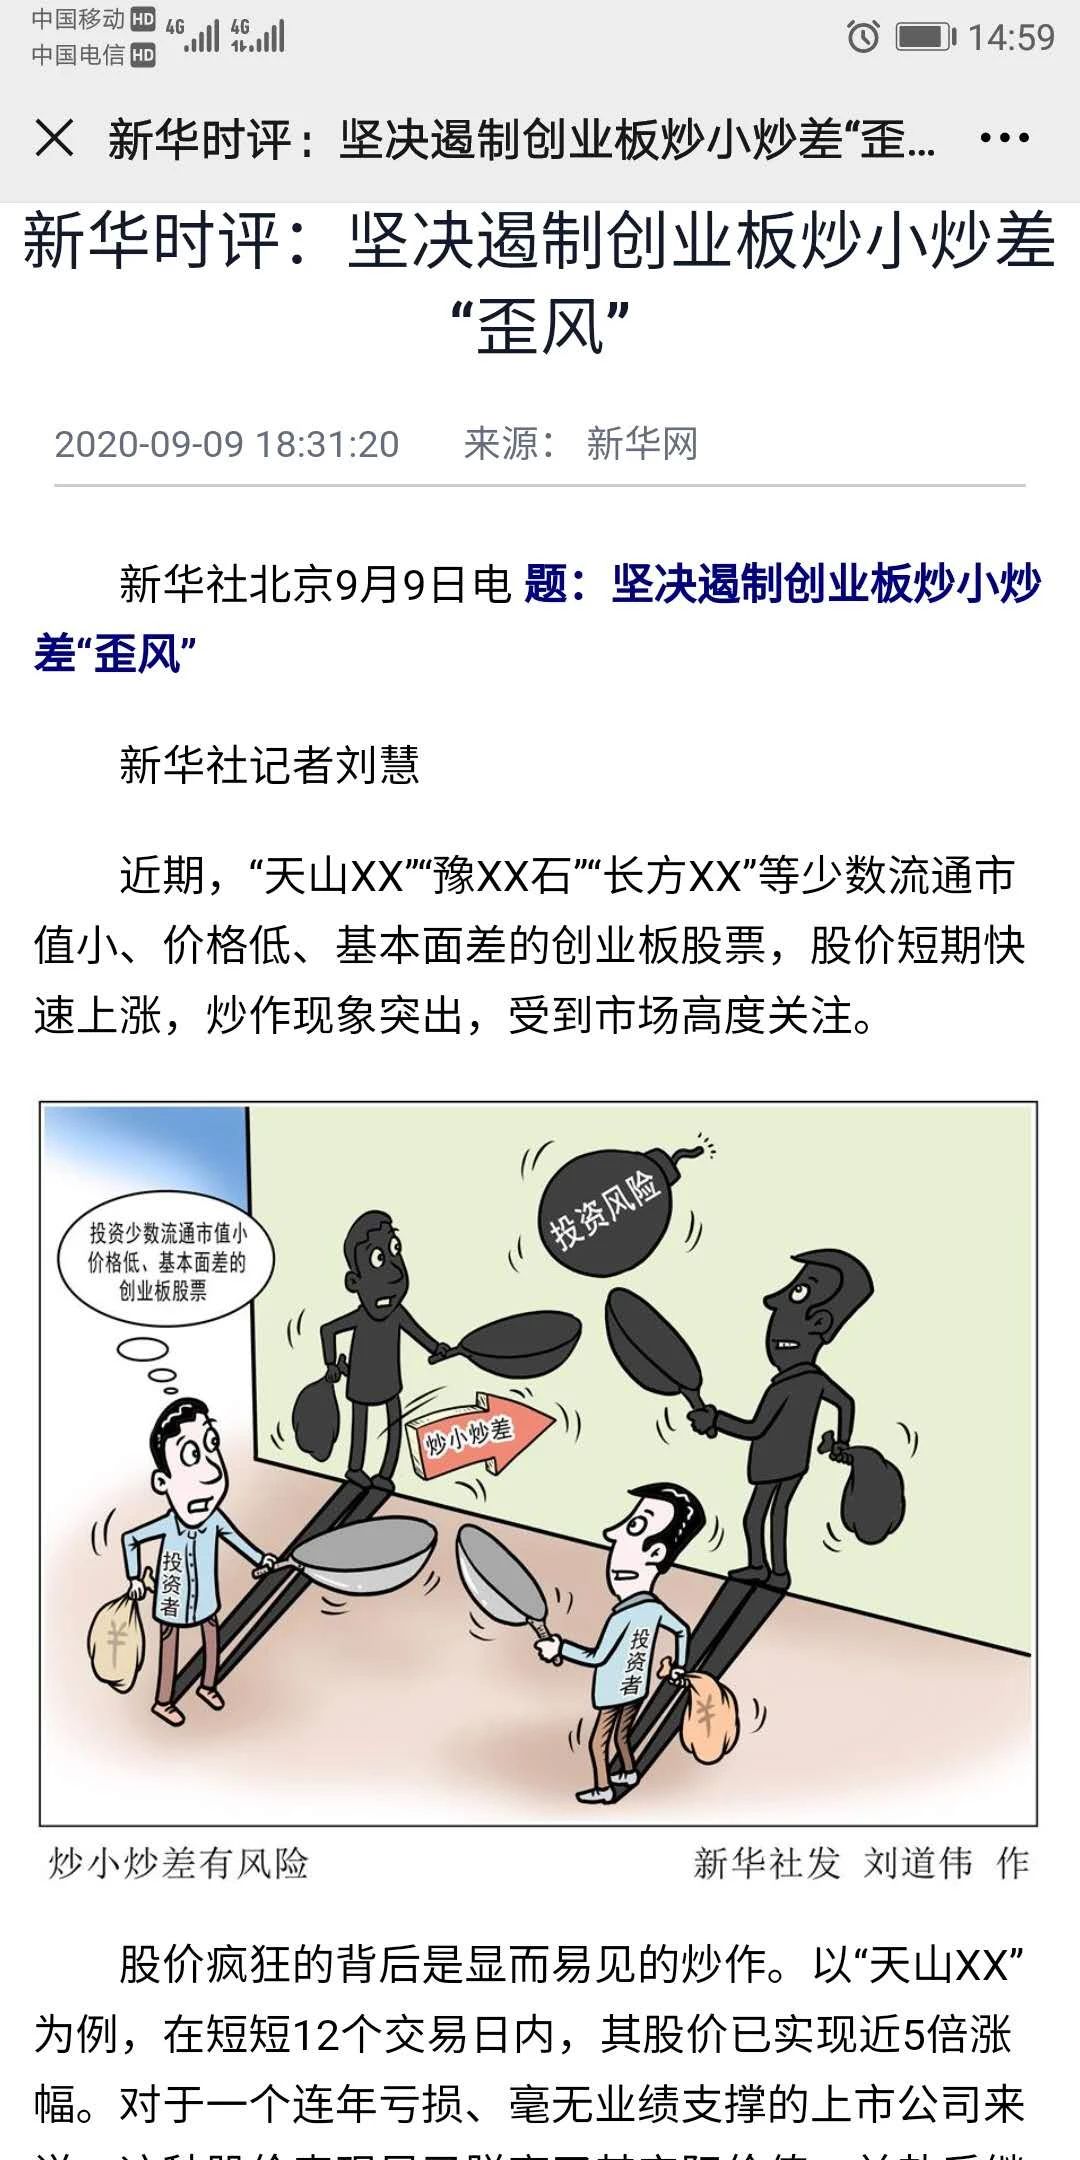 中国移动 HD 4G 4G 14:59
中国电信 HD
新华时评：坚决遏制创业板炒小炒差“歪...
新华时评：坚决遏制创业板炒小炒差
“歪风”
2020-09-09 18:31:20 来源： 新华网
新华社北京9月9日电 题：坚决遏制创业板炒小炒
差“歪风”
新华社记者刘慧
近期，“天山XX”“豫XX石”“长方XX”等少数流通市
值小、价格低、基本面差的创业板股票，股价短期快
速上涨，炒作现象突出，受到市场高度关注。
投资风险
投资少数流通市值小
价格低、基本面差的
创业板股票
炒小炒差
投资者
¥
投资者
¥
炒小炒差有风险 新华社发 刘道伟 作
股价疯狂的背后是显而易见的炒作。以“天山XX”
为例，在短短12个交易日内，其股价已实现近5倍涨
幅。对于一个连年亏损、毫无业绩支撑的上市公司来